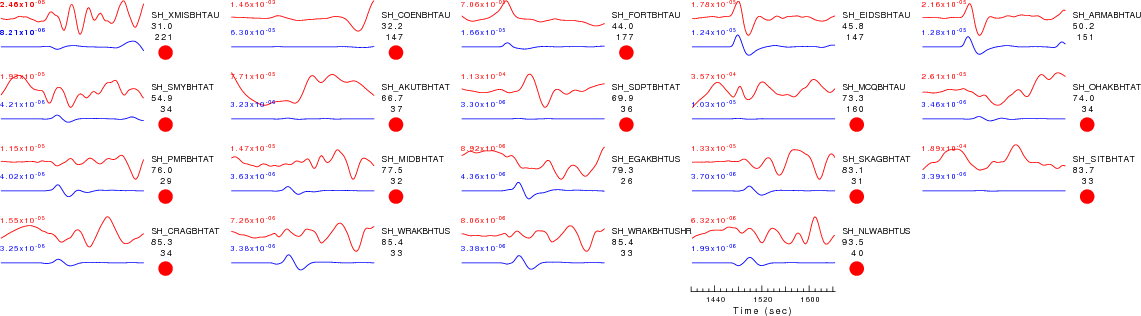 2.46x10-05
SH_XMISBHTAU
31.0
8.21x10-06
221
1.46x10-03
SH_COENBHTAU
32.2
6.30x10-05
147
7.06x10-05
SH_FORTBHTAU
44.0
1.66x10-05
177
1.78x10-05
SH_EIDSBHTAU
45.8
1.24x10-05
147
2.16x10-05
SH_ARMABHTAU
50.2
1.28x10-05
151
1.93x10-05
SH_SMYBHTAT
54.9
4.21x10-06
34
7.71x10-05
SH_AKUTBHTAT
66.7
3.23x10-06
37
1.13x10-04
SH_SDPTBHTAT
69.9
3.30x10-06
36
3.57x10-04
SH_MCQBHTAU
73.3
1.03x10-05
160
2.61x10-05
SH_OHAKBHTAT
74.0
3.46x10-06
34
1.15x10-05
SH_PMRBHTAT
76.0
4.02x10-06
29
1.47x10-05
SH_MIDBHTAT
77.5
3.63x10-06
32
8.92x10-06
SH_EGAKBHTUS
79.3
4.36x10-06
26
1.33x10-05
SH_SKAGBHTAT
83.1
3.70x10-06
31
1.89x10-04
SH_SITBHTAT
83.7
3.39x10-06
33
1.55x10-05
SH_CRAGBHTAT
85.3
3.25x10-06
34
7.26x10-06
SH_WRAKBHTUS
85.4
3.38x10-06
33
8.06x10-06
SH_WRAKBHTUSHR
85.4
3.38x10-06
33
6.32x10-06
SH_NLWABHTUS
93.5
1.99x10-06
40
1440 1520 1600
Time (sec)